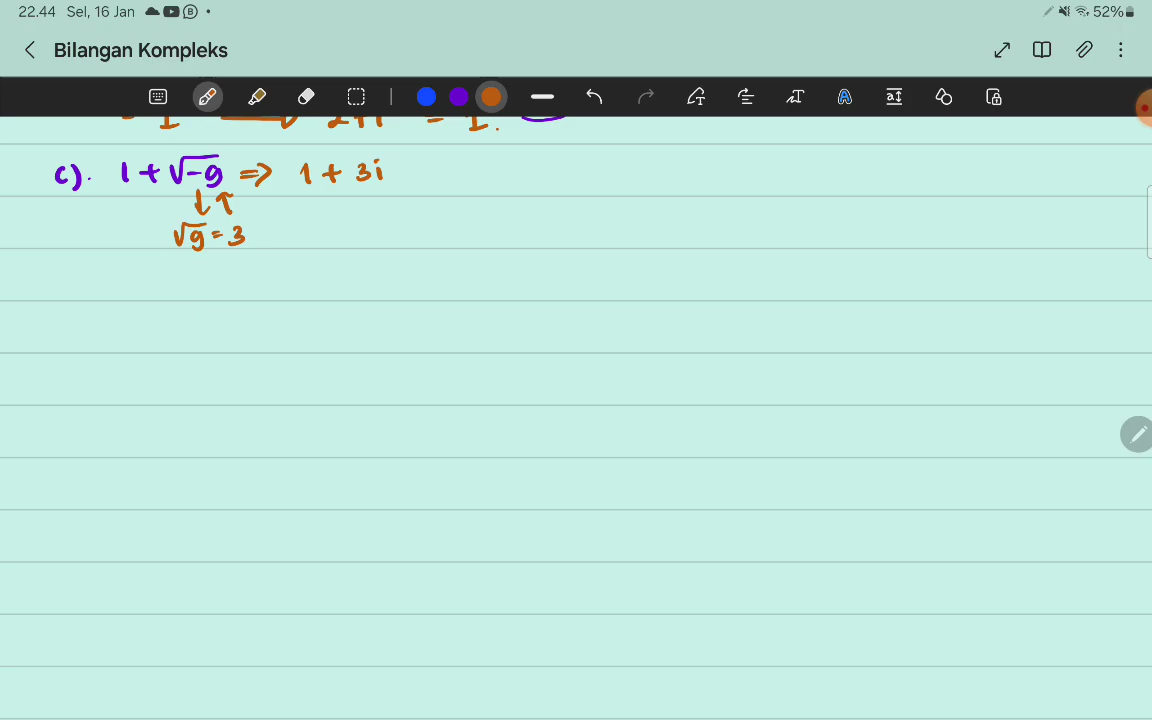 22.44 Sel, 16 Jan 52%
Bilangan Kompleks
c). 1 + √-9 => 1 + 3i
↓↑
√9 = 3